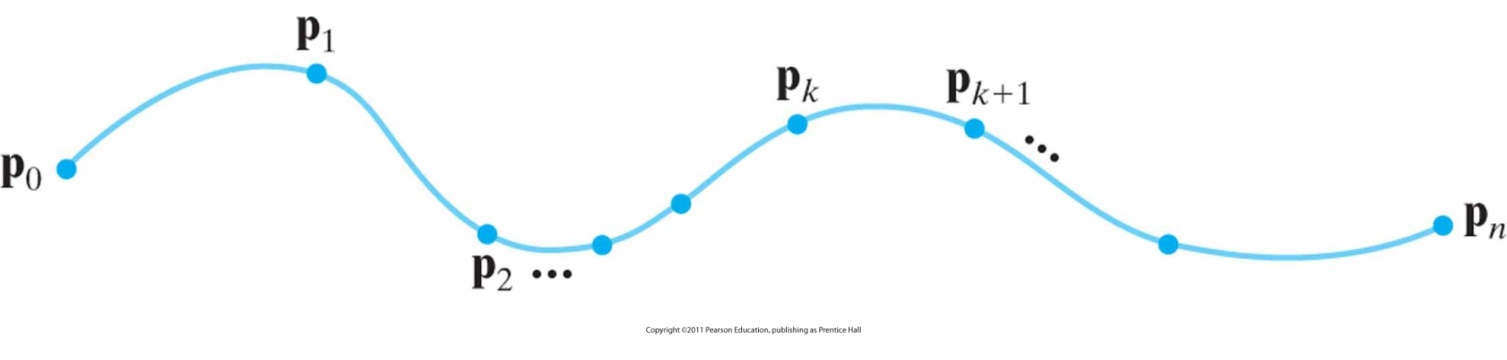 p₁
pₖ
pₖ₊₁
...
p₀
pₙ
p₂ ...
Copyright ©2011 Pearson Education, publishing as Prentice Hall